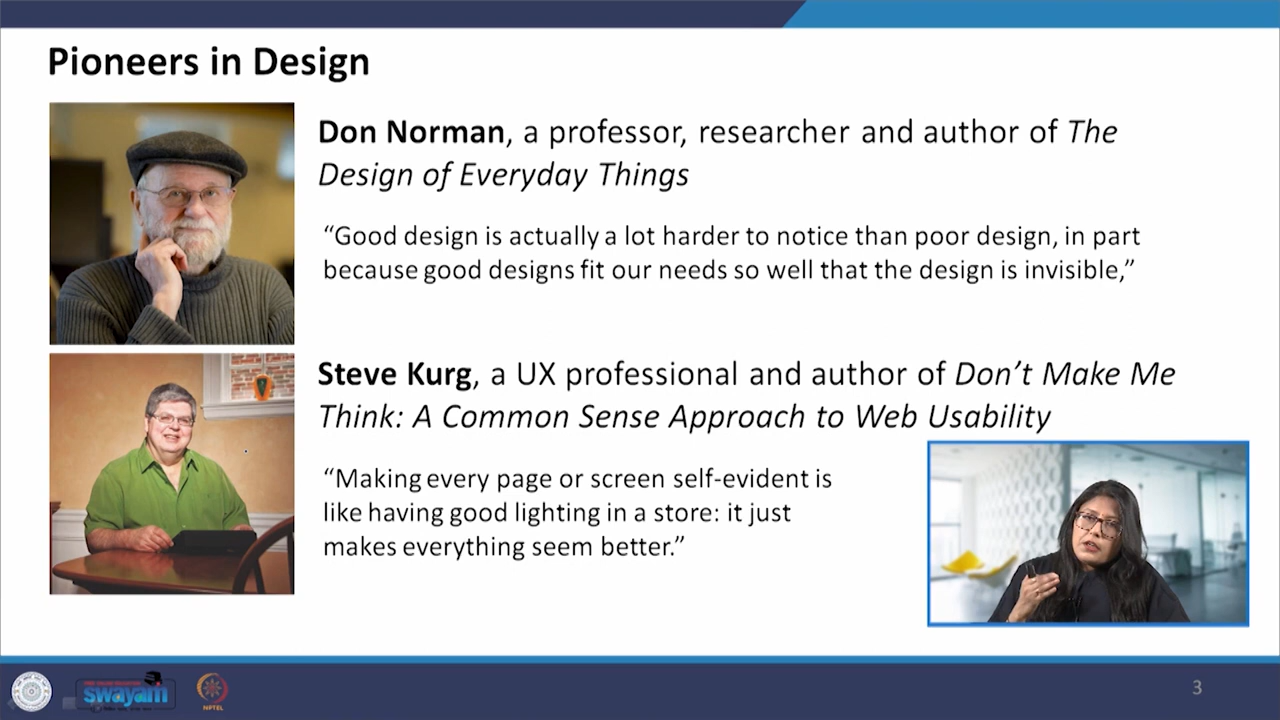 Pioneers in Design
Don Norman, a professor, researcher and author of The
Design of Everyday Things
“Good design is actually a lot harder to notice than poor design, in part
because good designs fit our needs so well that the design is invisible,”
Steve Kurg, a UX professional and author of Don’t Make Me
Think: A Common Sense Approach to Web Usability
“Making every page or screen self-evident is
like having good lighting in a store: it just
makes everything seem better.”
swayam
NPTEL
3